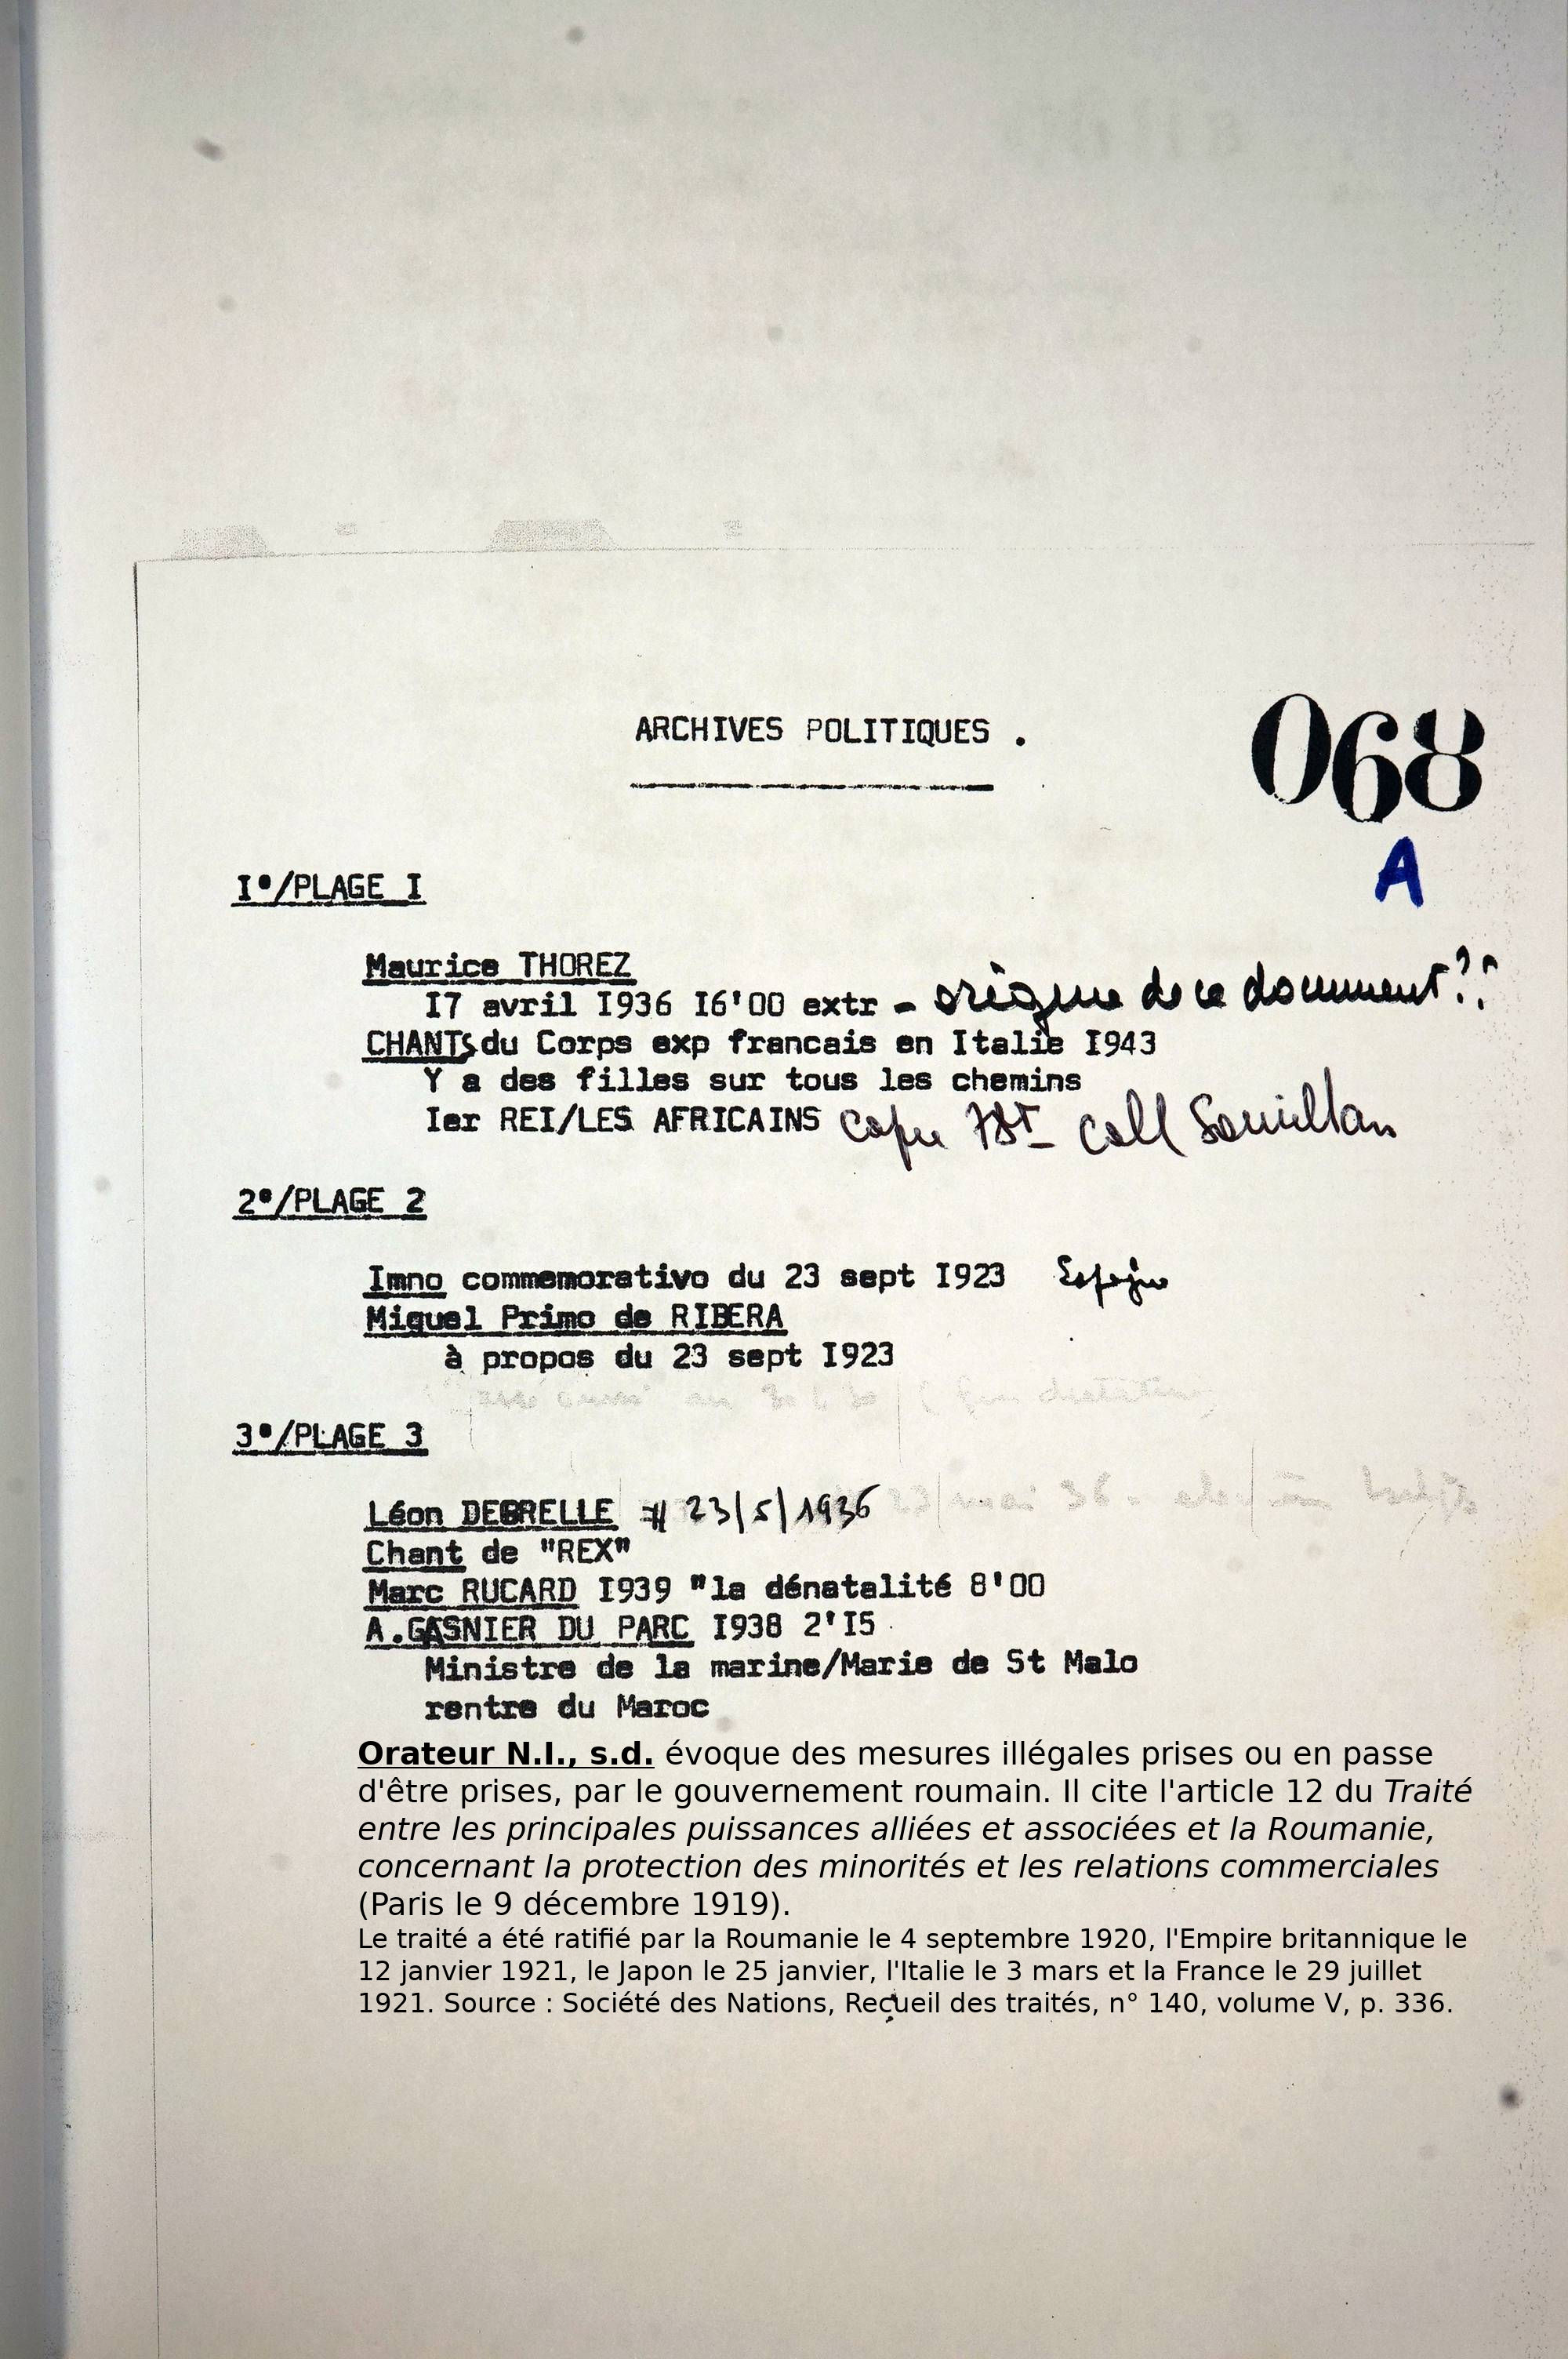 ARCHIVES POLITIQUES .
068
A
I°/PLAGE I
Maurice THOREZ
I7 avril I936 I6'00 extr - origine de ce document??
CHANTS du Corps exp francais en Italie I943
Y a des filles sur tous les chemins
Ier REI/LES AFRICAINS copie 78T- Coll
2°/PLAGE 2
Imno commemorativo du 23 sept I923 Espagne
Miguel Primo de RIBERA
à propos du 23 sept I923
3°/PLAGE 3
Léon DEGRELLE # 23/5/1936 23/mai 36 -
Chant de "REX"
Marc RUCARD I939 "la dénatalité 8'00
A.GASNIER DU PARC I938 2'I5
Ministre de la marine/Marie de St Malo
rentre du Maroc
Orateur N.I., s.d. évoque des mesures illégales prises ou en passe
d'être prises, par le gouvernement roumain. Il cite l'article 12 du Traité
entre les principales puissances alliées et associées et la Roumanie,
concernant la protection des minorités et les relations commerciales
(Paris le 9 décembre 1919).
Le traité a été ratifié par la Roumanie le 4 septembre 1920, l'Empire britannique le
12 janvier 1921, le Japon le 25 janvier, l'Italie le 3 mars et la France le 29 juillet
1921. Source : Société des Nations, Recueil des traités, n° 140, volume V, p. 336.